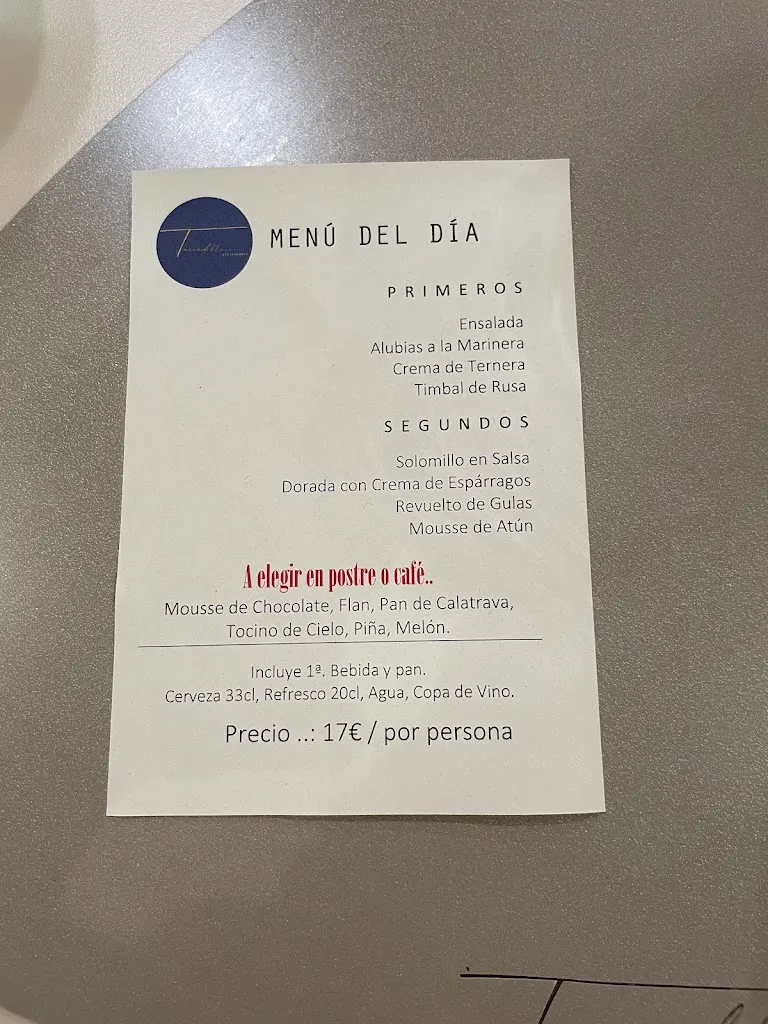 MENÚ DEL DÍA
PRIMEROS
Ensalada
Alubias a la Marinera
Crema de Ternera
Timbal de Rusa
SEGUNDOS
Solomillo en Salsa
Dorada con Crema de Espárragos
Revuelto de Gulas
Mousse de Atún
A elegir en postre o café..
Mousse de Chocolate, Flan, Pan de Calatrava,
Tocino de Cielo, Piña, Melón.
Incluye 1ª. Bebida y pan.
Cerveza 33cl, Refresco 20cl, Agua, Copa de Vino.
Precio ..: 17€ / por persona